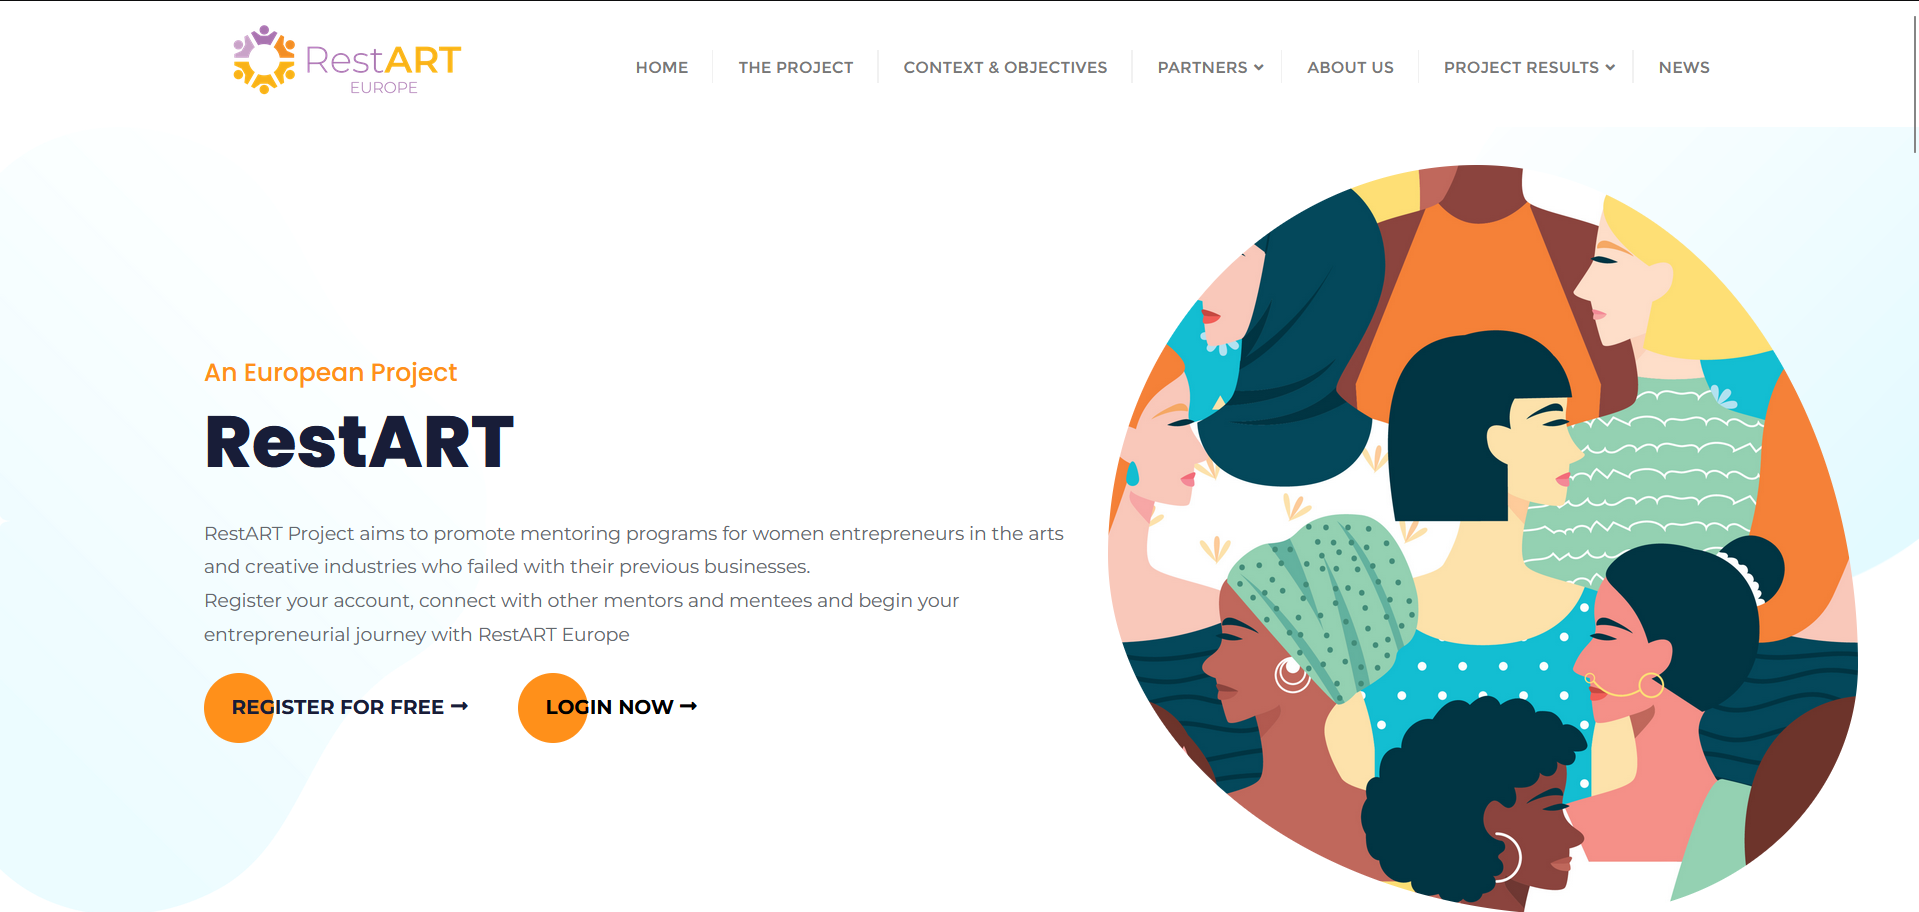 RestART
EUROPE
HOME THE PROJECT CONTEXT & OBJECTIVES PARTNERS ABOUT US PROJECT RESULTS NEWS
An European Project
RestART
RestART Project aims to promote mentoring programs for women entrepreneurs in the arts
and creative industries who failed with their previous businesses.
Register your account, connect with other mentors and mentees and begin your
entrepreneurial journey with RestART Europe
REGISTER FOR FREE → LOGIN NOW →